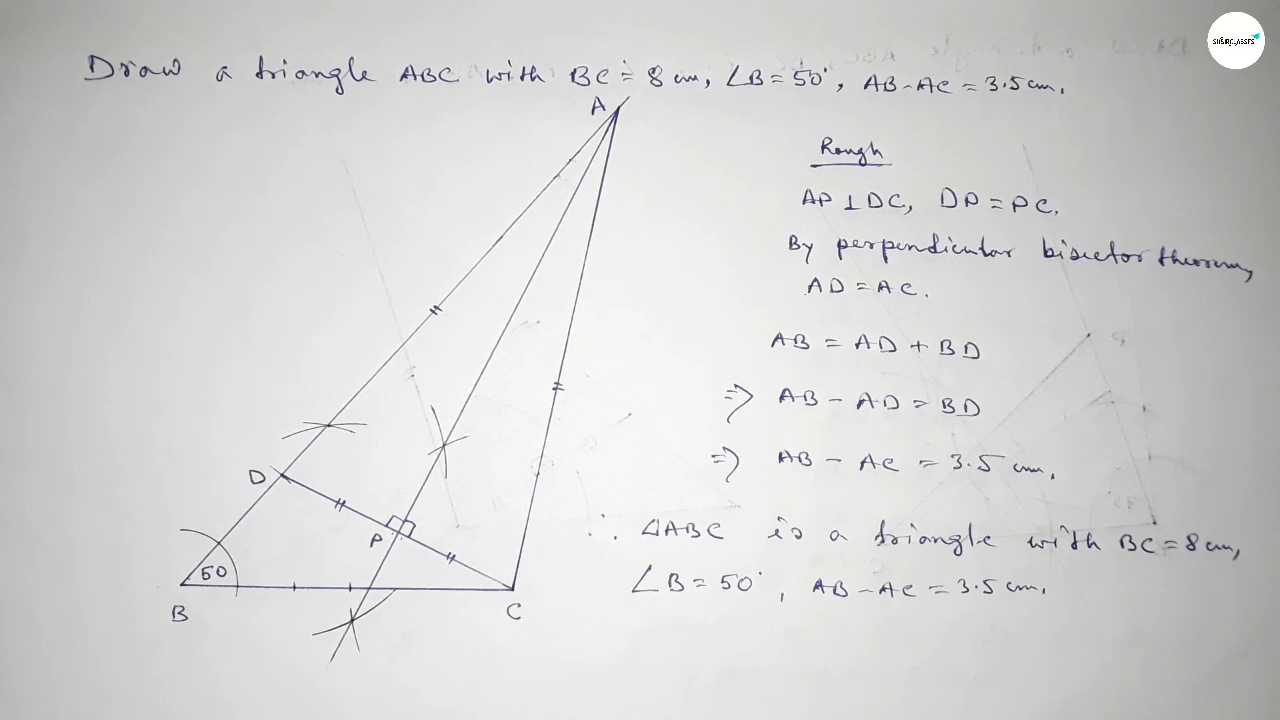 SHSIRCLASSES
Draw a triangle ABC with BC = 8 cm, ∠B = 50°, AB - AC = 3.5 cm.
A
Rough
AP ⊥ DC, DP = PC.
By perpendicular bisector theorem,
AD = AC.
AB = AD + BD
⇒ AB - AD = BD
⇒ AB - AC = 3.5 cm.
D
P
∴ △ABC is a triangle with BC = 8 cm,
50
∠B = 50°, AB - AC = 3.5 cm.
B
C